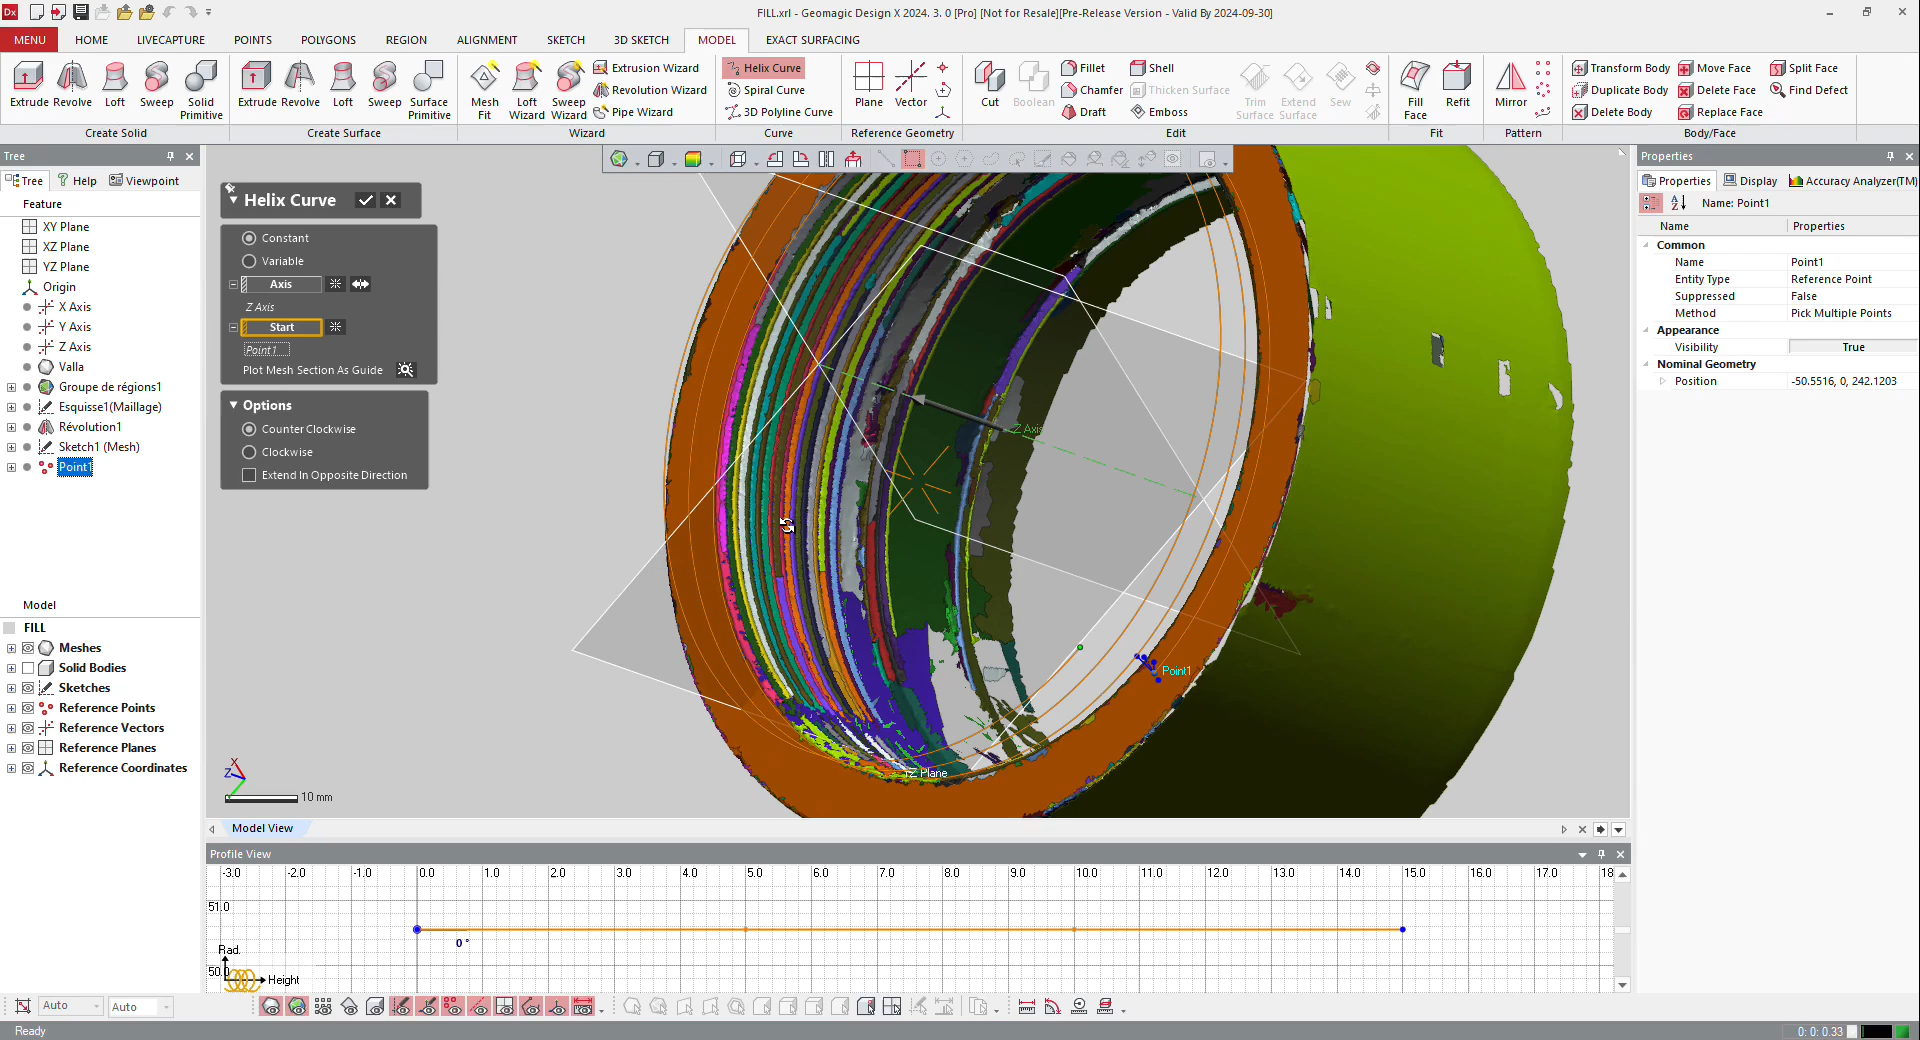 Dx
FILL.xrl - Geomagic Design X 2024. 3. 0 [Pro] [Not for Resale][Pre-Release Version - Valid By 2024-09-30]
MENU HOME LIVECAPTURE POINTS POLYGONS REGION ALIGNMENT SKETCH 3D SKETCH MODEL EXACT SURFACING
Extrude Revolve Loft Sweep Solid Primitive
Create Solid
Extrude Revolve Loft Sweep Surface Primitive
Create Surface
Mesh Fit Loft Wizard Sweep Wizard
Extrusion Wizard
Revolution Wizard
Pipe Wizard
Wizard
Helix Curve
Spiral Curve
3D Polyline Curve
Curve
Plane Vector
Reference Geometry
Cut Boolean
Fillet
Chamfer
Draft
Shell
Thicken Surface
Emboss
Trim Surface Extend Surface Sew
Edit
Fill Face Refit
Fit
Mirror
Pattern
Transform Body
Duplicate Body
Delete Body
Move Face
Delete Face
Replace Face
Split Face
Find Defect
Body/Face
Tree
Tree Help Viewpoint
Feature
XY Plane
XZ Plane
YZ Plane
Origin
X Axis
Y Axis
Z Axis
Valla
Groupe de régions1
Esquisse1(Maillage)
Révolution1
Sketch1 (Mesh)
Point1
Model
FILL
Meshes
Solid Bodies
Sketches
Reference Points
Reference Vectors
Reference Planes
Reference Coordinates
Helix Curve
Constant
Variable
Axis
Z Axis
Start
Point1
Plot Mesh Section As Guide
Options
Counter Clockwise
Clockwise
Extend In Opposite Direction
Z Axis
Point1
YZ Plane
X
Z
10 mm
Model View
Profile View
-3.0 -2.0 -1.0 0.0 1.0 2.0 3.0 4.0 5.0 6.0 7.0 8.0 9.0 10.0 11.0 12.0 13.0 14.0 15.0 16.0 17.0 18
51.0
0 °
Rad.
50.0
Height
Auto Auto
Ready
0: 0: 0.33
Properties
Properties Display Accuracy Analyzer(TM)
Name: Point1
Name Properties
Common
Name Point1
Entity Type Reference Point
Suppressed False
Method Pick Multiple Points
Appearance
Visibility True
Nominal Geometry
Position -50.5516, 0, 242.1203